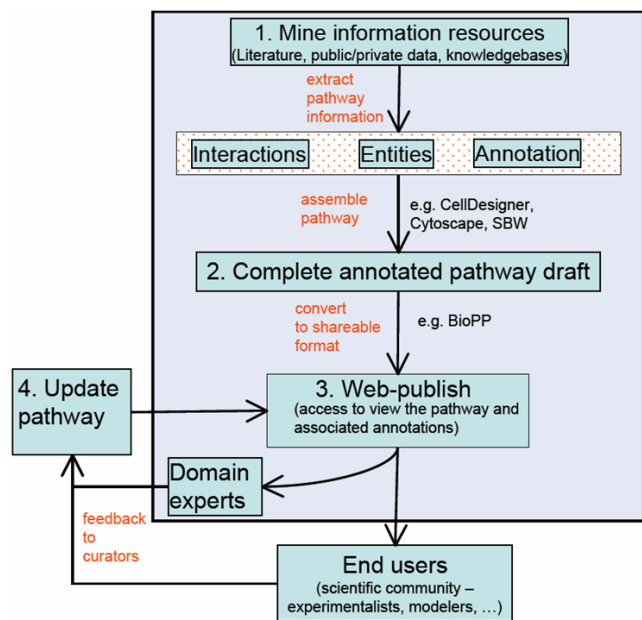 1. Mine information resources
(Literature, public/private data, knowledgebases)
extract
pathway
information
Interactions
Entities
Annotation
assemble
pathway
e.g. CellDesigner,
Cytoscape, SBW
2. Complete annotated pathway draft
convert
to shareable
format
e.g. BioPP
4. Update
pathway
3. Web-publish
(access to view the pathway and
associated annotations)
Domain
experts
feedback
to
curators
End users
(scientific community –
experimentalists, modelers, …)